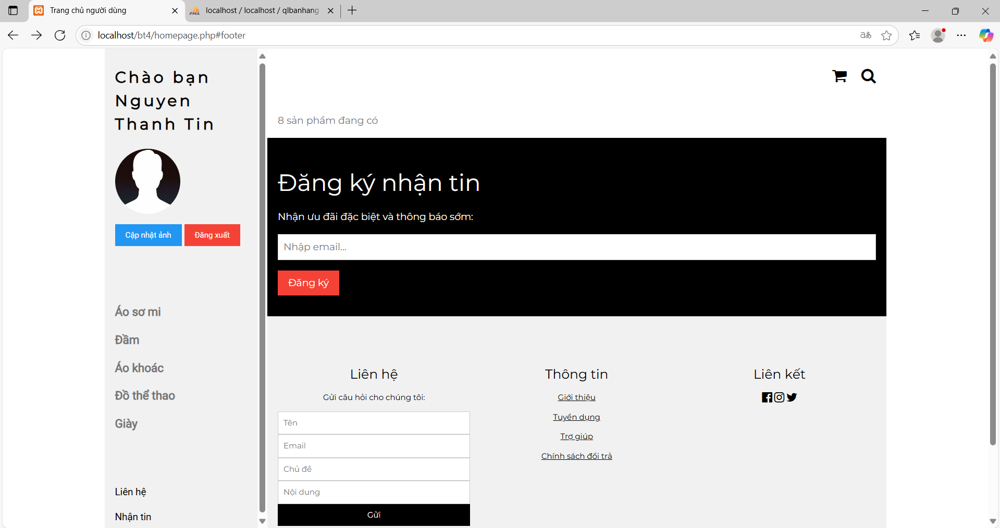 Trang chủ người dùng
PMA
localhost / localhost / qlbanhang
localhost/bt4/homepage.php#footer
Chào bạn
Nguyen
Thanh Tin
Cập nhật ảnh
Đăng xuất
Áo sơ mi
Đầm
Áo khoác
Đồ thể thao
Giày
Liên hệ
Nhận tin
8 sản phẩm đang có
Đăng ký nhận tin
Nhận ưu đãi đặc biệt và thông báo sớm:
Nhập email...
Đăng ký
Liên hệ
Gửi câu hỏi cho chúng tôi:
Tên
Email
Chủ đề
Nội dung
Gửi
Thông tin
Giới thiệu
Tuyển dụng
Trợ giúp
Chính sách đổi trả
Liên kết